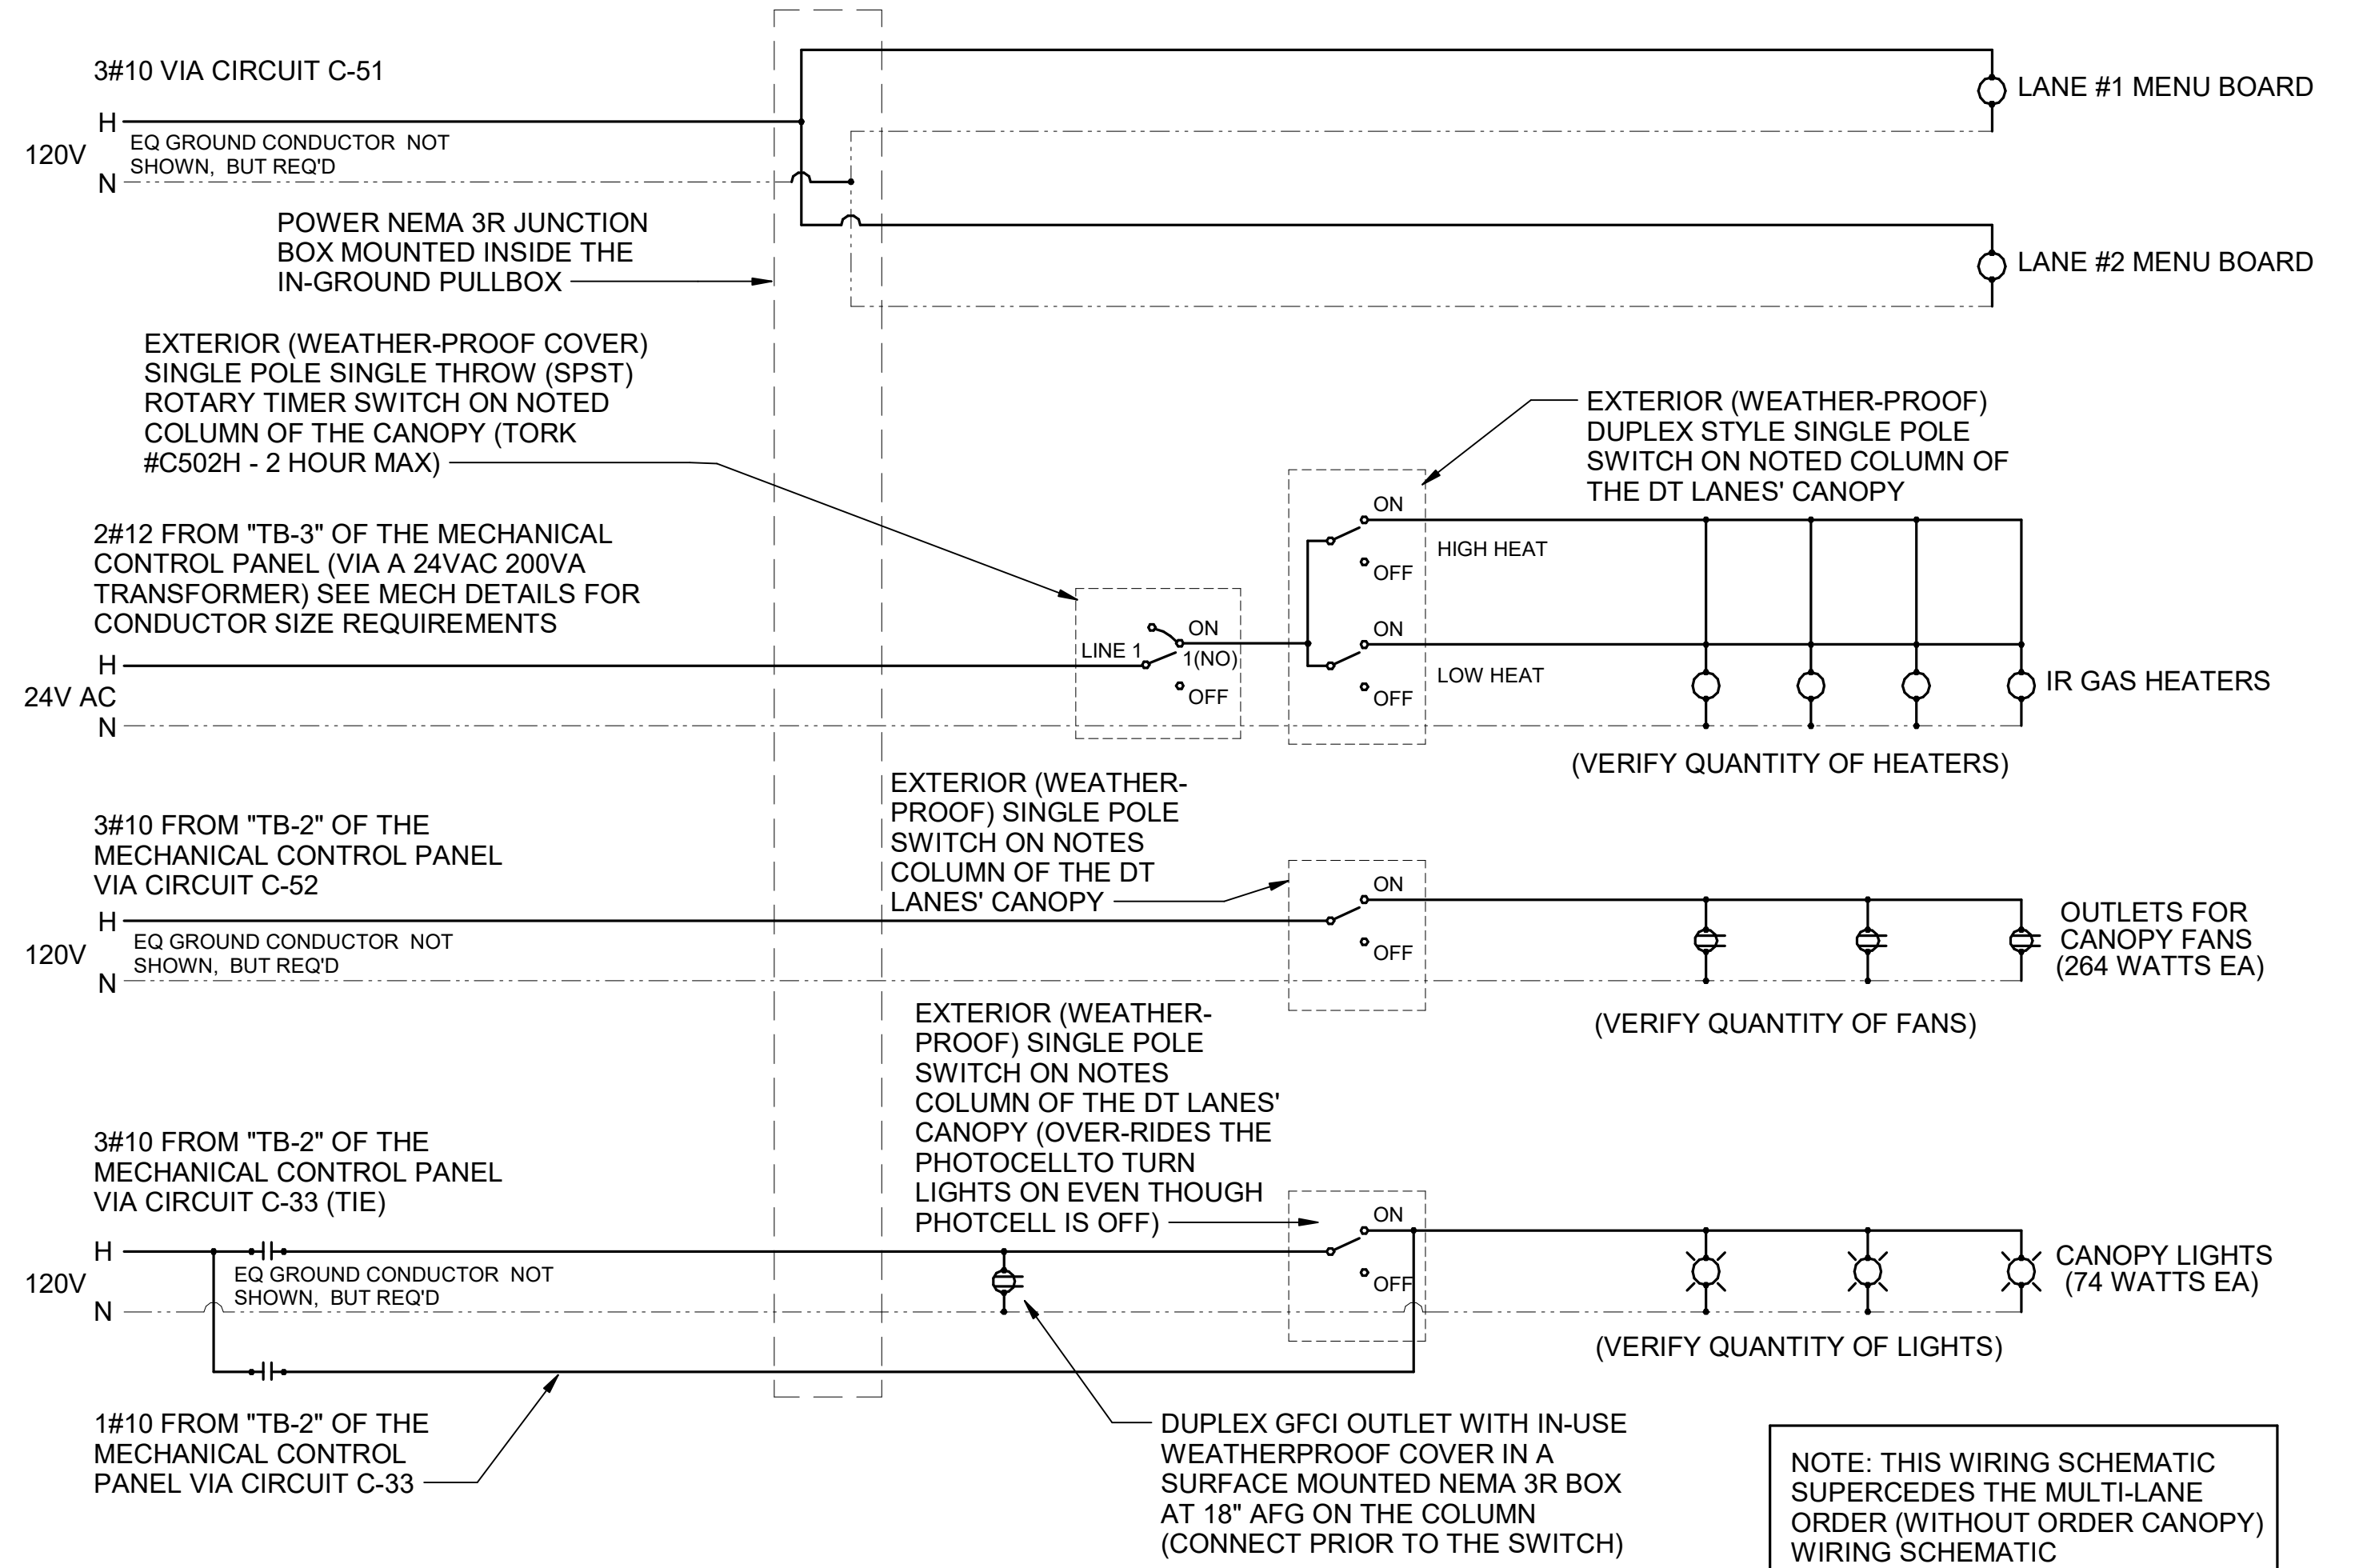 3#10 VIA CIRCUIT C-51
H
EQ GROUND CONDUCTOR  NOT
SHOWN,  BUT REQ'D
120V
N
LANE #1 MENU BOARD
LANE #2 MENU BOARD
POWER NEMA 3R JUNCTION
BOX MOUNTED INSIDE THE
IN-GROUND PULLBOX
EXTERIOR (WEATHER-PROOF COVER)
SINGLE POLE SINGLE THROW (SPST)
ROTARY TIMER SWITCH ON NOTED
COLUMN OF THE CANOPY (TORK
#C502H - 2 HOUR MAX)
EXTERIOR (WEATHER-PROOF)
DUPLEX STYLE SINGLE POLE
SWITCH ON NOTED COLUMN OF
THE DT LANES' CANOPY
2#12 FROM "TB-3" OF THE MECHANICAL
CONTROL PANEL (VIA A 24VAC 200VA
TRANSFORMER) SEE MECH DETAILS FOR
CONDUCTOR SIZE REQUIREMENTS
H
24V AC
N
LINE 1
ON
1(NO)
OFF
ON
HIGH HEAT
OFF
ON
LOW HEAT
OFF
IR GAS HEATERS
(VERIFY QUANTITY OF HEATERS)
EXTERIOR (WEATHER-
PROOF) SINGLE POLE
SWITCH ON NOTES
COLUMN OF THE DT
LANES' CANOPY
3#10 FROM "TB-2" OF THE
MECHANICAL CONTROL PANEL
VIA CIRCUIT C-52
H
EQ GROUND CONDUCTOR  NOT
SHOWN,  BUT REQ'D
120V
N
ON
OFF
OUTLETS FOR
CANOPY FANS
(264 WATTS EA)
(VERIFY QUANTITY OF FANS)
EXTERIOR (WEATHER-
PROOF) SINGLE POLE
SWITCH ON NOTES
COLUMN OF THE DT LANES'
CANOPY (OVER-RIDES THE
PHOTOCELLTO TURN
LIGHTS ON EVEN THOUGH
PHOTCELL IS OFF)
3#10 FROM "TB-2" OF THE
MECHANICAL CONTROL PANEL
VIA CIRCUIT C-33 (TIE)
H
EQ GROUND CONDUCTOR  NOT
SHOWN,  BUT REQ'D
120V
N
ON
OFF
CANOPY LIGHTS
(74 WATTS EA)
(VERIFY QUANTITY OF LIGHTS)
1#10 FROM "TB-2" OF THE
MECHANICAL CONTROL
PANEL VIA CIRCUIT C-33
DUPLEX GFCI OUTLET WITH IN-USE
WEATHERPROOF COVER IN A
SURFACE MOUNTED NEMA 3R BOX
AT 18" AFG ON THE COLUMN
(CONNECT PRIOR TO THE SWITCH)
NOTE: THIS WIRING SCHEMATIC
SUPERCEDES THE MULTI-LANE
ORDER (WITHOUT ORDER CANOPY)
WIRING SCHEMATIC